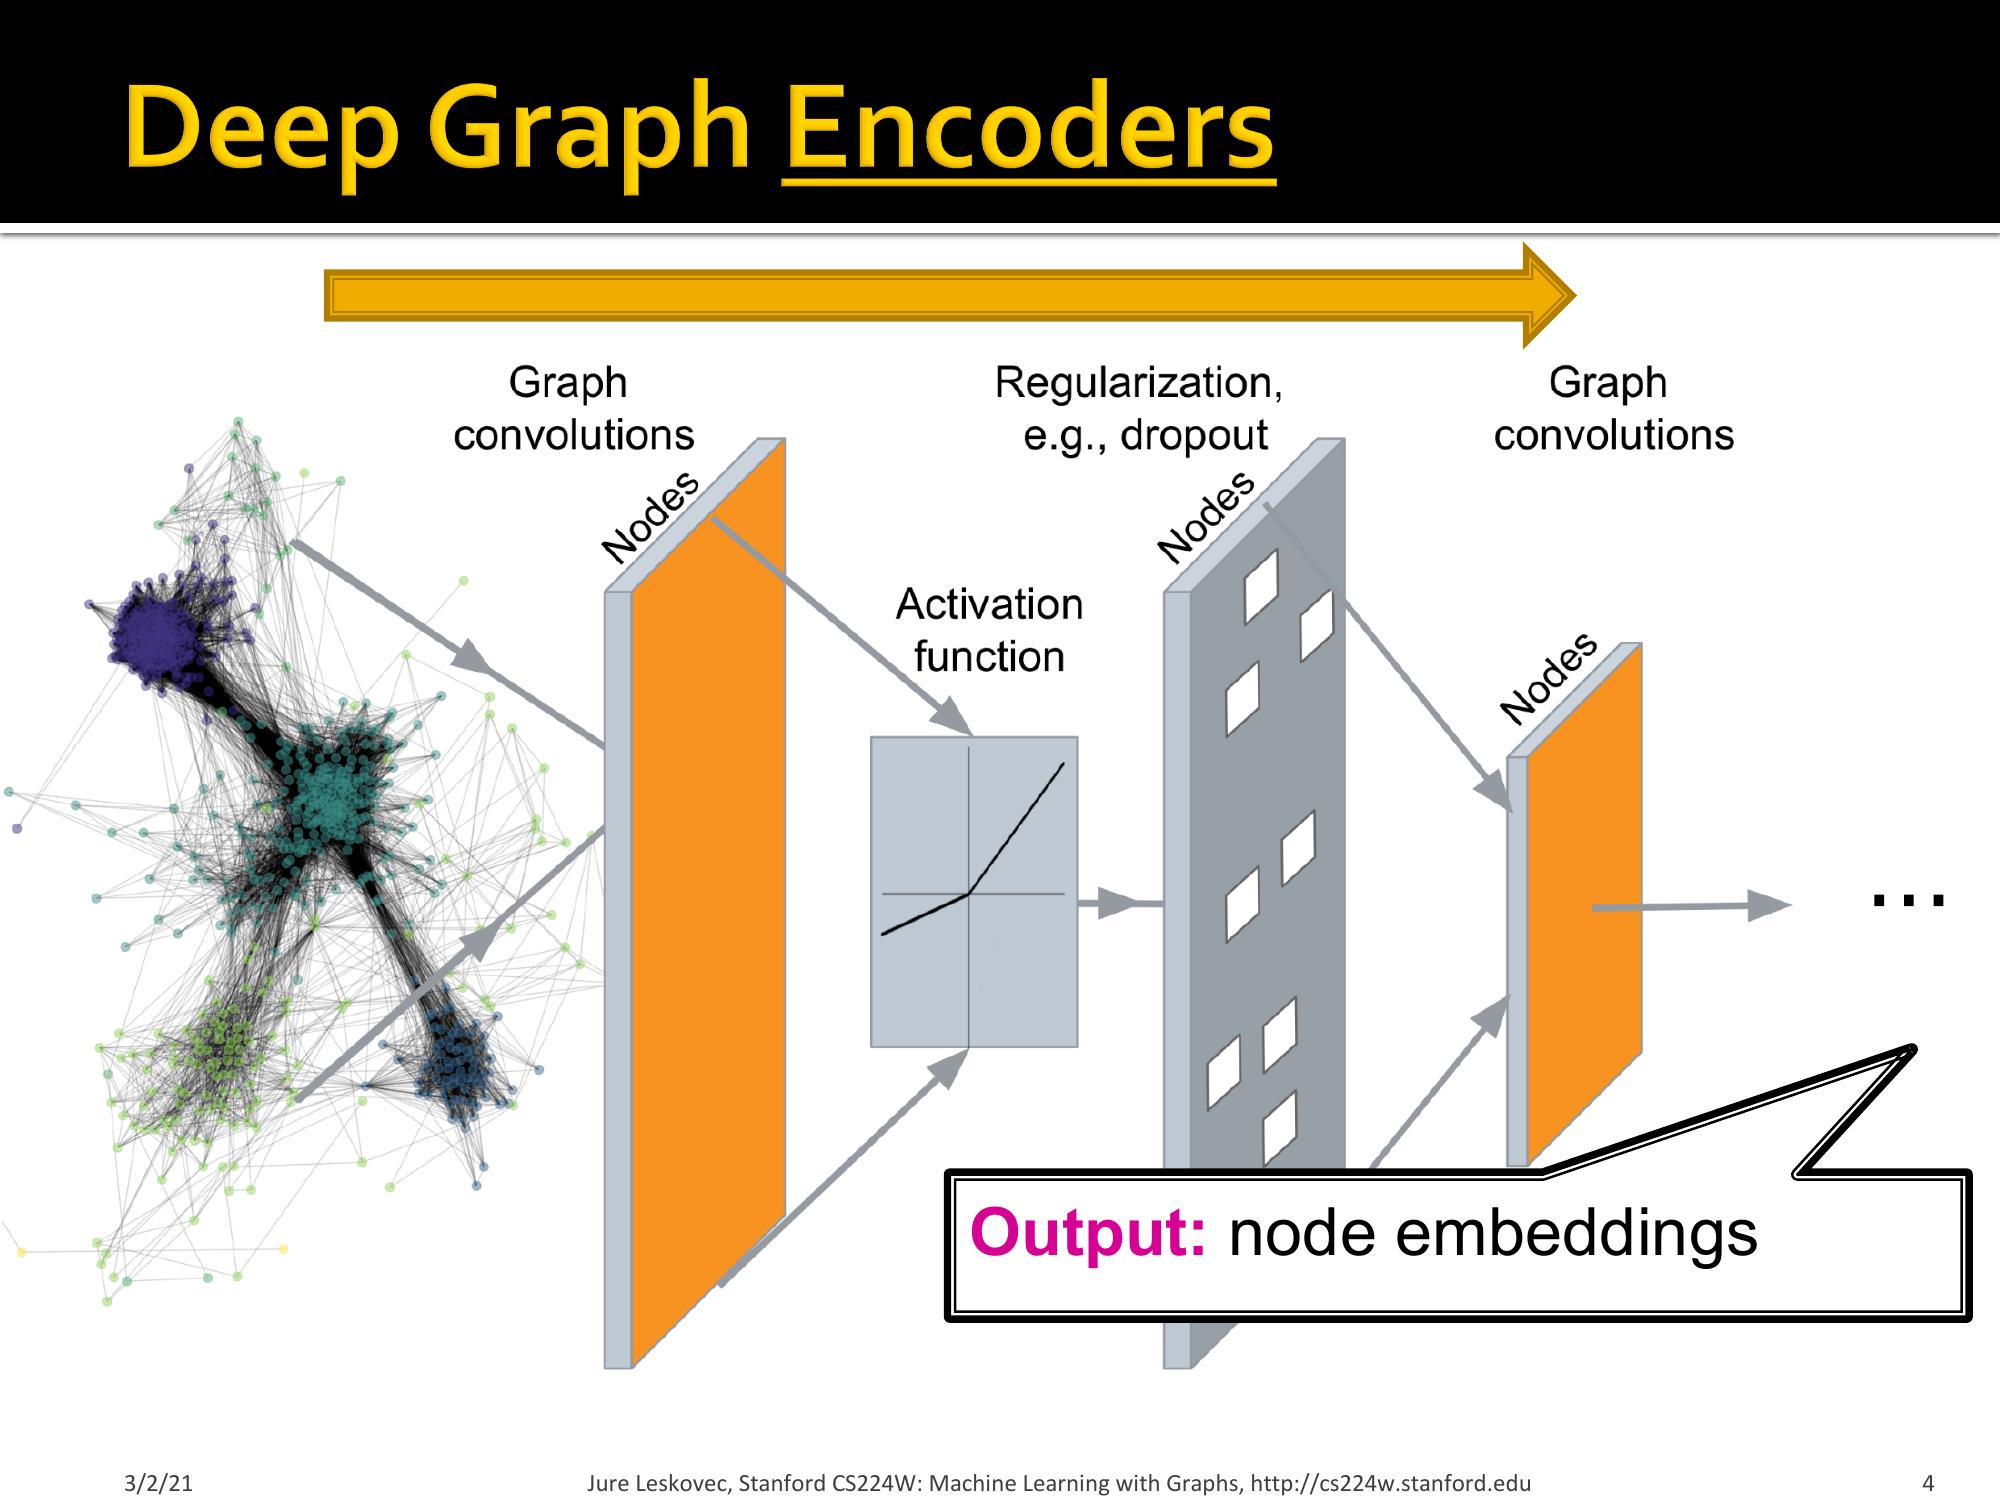 Deep Graph Encoders
Graph
convolutions
Regularization,
e.g., dropout
Graph
convolutions
Nodes
Nodes
Activation
function
Nodes
...
Output: node embeddings
3/2/21
Jure Leskovec, Stanford CS224W: Machine Learning with Graphs, http://cs224w.stanford.edu
4